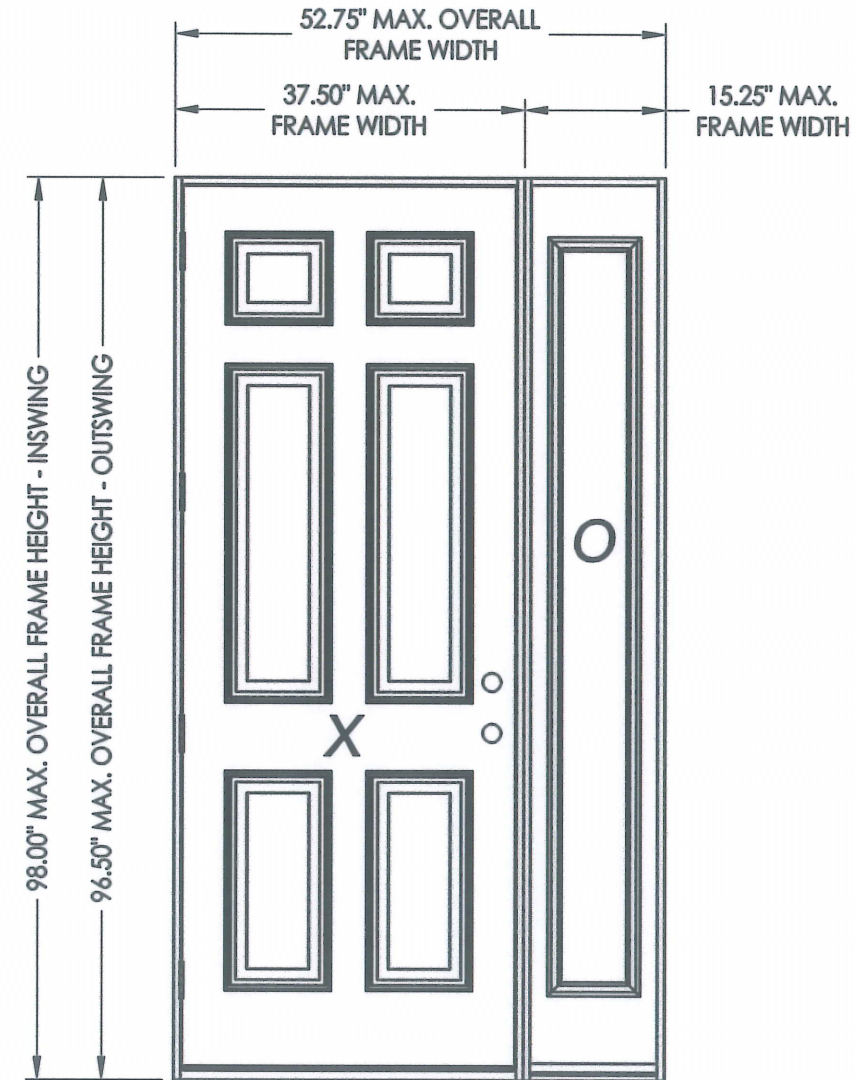 52.75" MAX. OVERALL
FRAME WIDTH
37.50" MAX.
FRAME WIDTH
15.25" MAX.
FRAME WIDTH
98.00" MAX. OVERALL FRAME HEIGHT - INSWING
96.50" MAX. OVERALL FRAME HEIGHT - OUTSWING
O
X